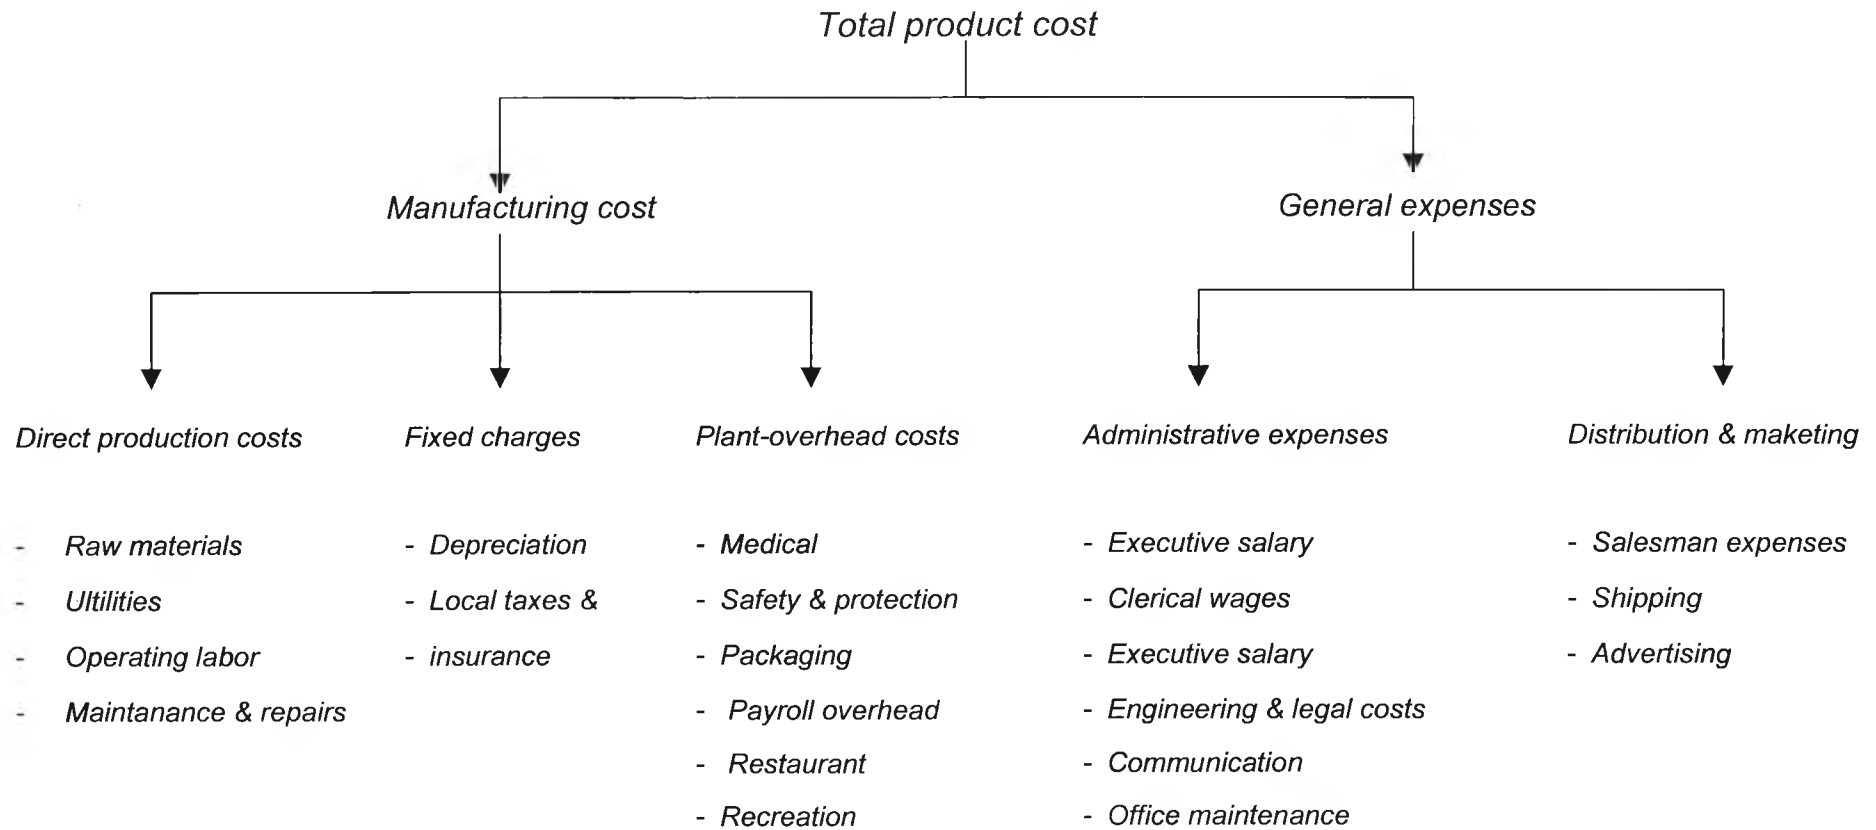 Total product cost
Manufacturing cost
General expenses
Direct production costs
Fixed charges
Plant-overhead costs
Administrative expenses
Distribution & maketing
- Raw materials
- Ultilities
- Operating labor
- Maintanance & repairs
- Depreciation
- Local taxes &
- insurance
- Medical
- Safety & protection
- Packaging
- Payroll overhead
- Restaurant
- Recreation
- Executive salary
- Clerical wages
- Executive salary
- Engineering & legal costs
- Communication
- Office maintenance
- Salesman expenses
- Shipping
- Advertising